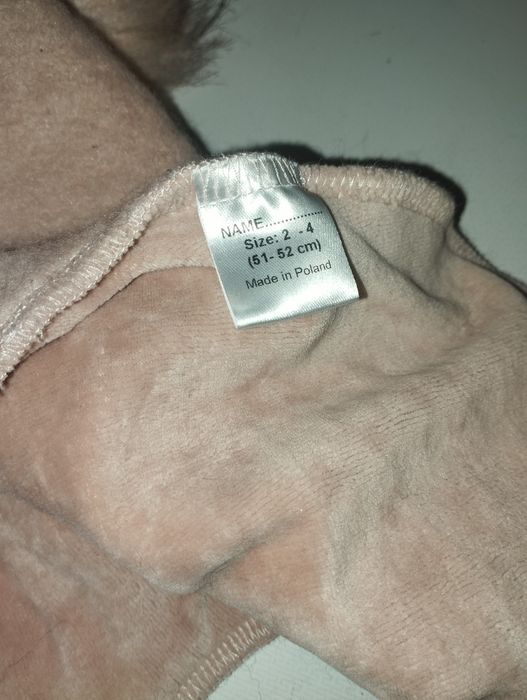 NAME..................
Size: 2 - 4
(51- 52 cm)
Made in Poland